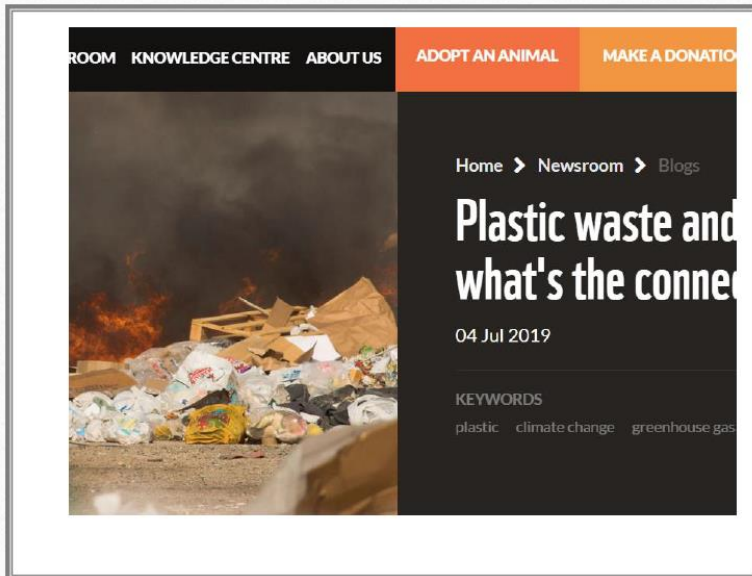 ROOM KNOWLEDGE CENTRE ABOUT US ADOPT AN ANIMAL MAKE A DONATIO
Home > Newsroom > Blogs
Plastic waste and
what's the connec
04 Jul 2019
KEYWORDS
plastic climate change greenhouse gas